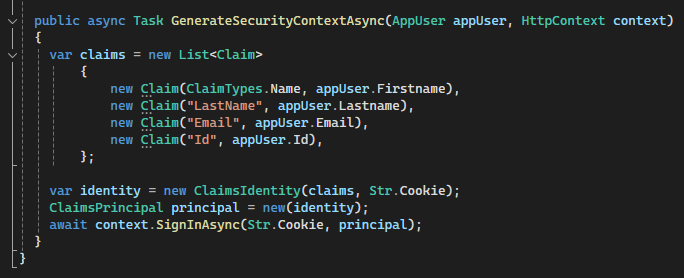 public async Task GenerateSecurityContextAsync(AppUser appUser, HttpContext context)
{
var claims = new List<Claim>
{
new Claim(ClaimTypes.Name, appUser.Firstname),
new Claim("LastName", appUser.Lastname),
new Claim("Email", appUser.Email),
new Claim("Id", appUser.Id),
};
var identity = new ClaimsIdentity(claims, Str.Cookie);
ClaimsPrincipal principal = new(identity);
await context.SignInAsync(Str.Cookie, principal);
}
}